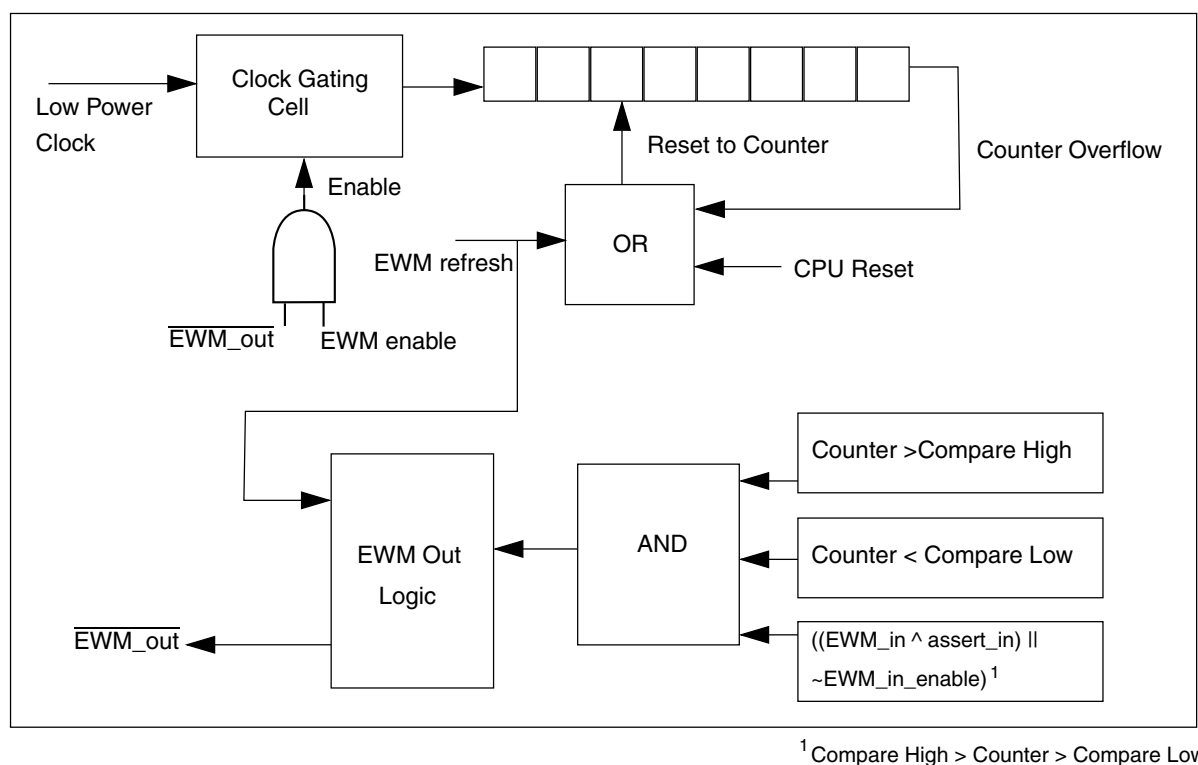 Low Power
Clock
Clock Gating
Cell
Enable
EWM_out
EWM enable
EWM refresh
Reset to Counter
OR
Counter Overflow
CPU Reset
Counter >Compare High
Counter < Compare Low
((EWM_in ^ assert_in) ||
~EWM_in_enable) 1
AND
EWM Out
Logic
EWM_out
1 Compare High > Counter > Compare Low